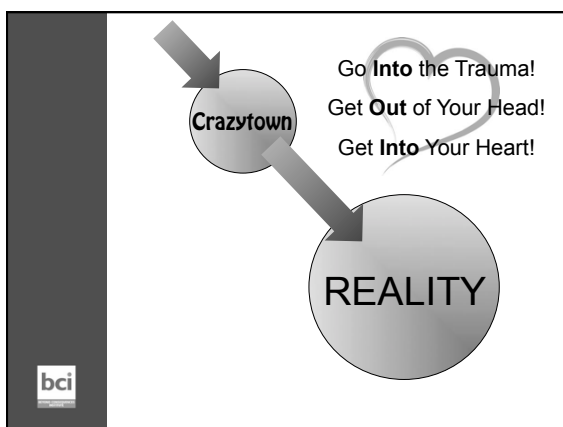 Go Into the Trauma!
Get Out of Your Head!
Get Into Your Heart!
Crazytown
REALITY
bci